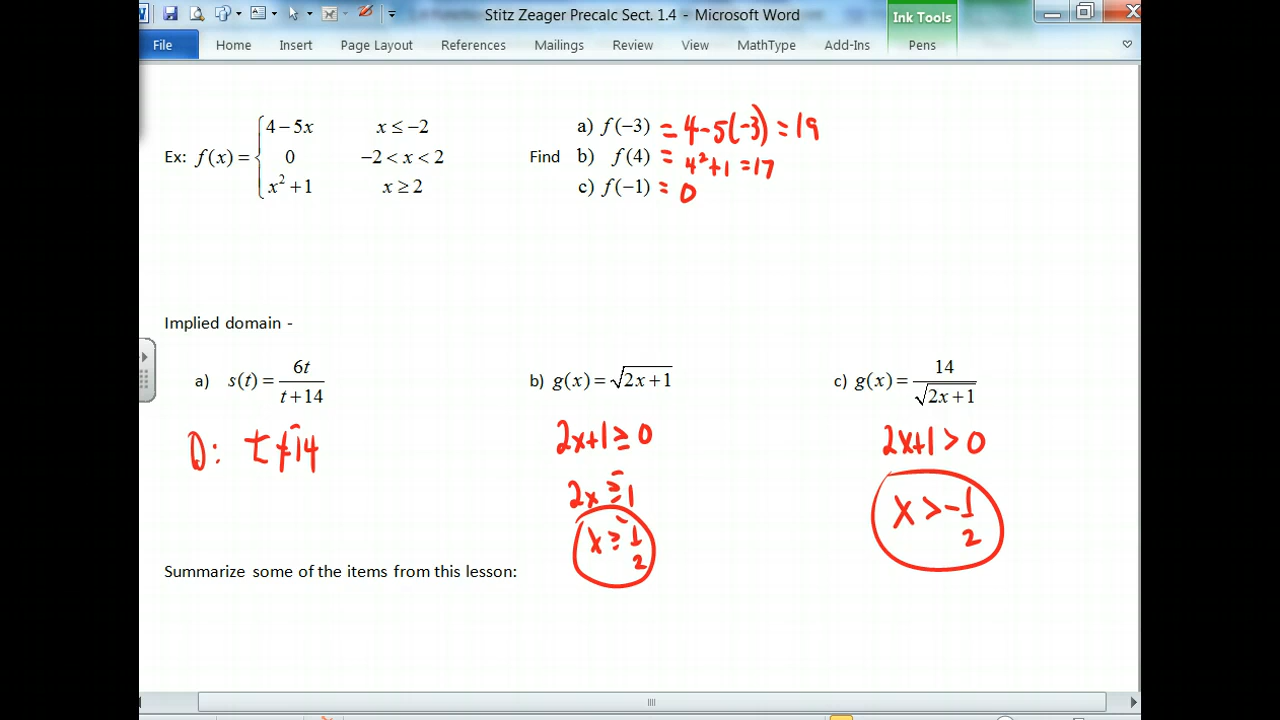 Stitz Zeager Precalc Sect. 1.4 - Microsoft Word
Ink Tools
File Home Insert Page Layout References Mailings Review View MathType Add-Ins Pens
Ex: f(x) = { 4 − 5x x ≤ −2
0 −2 < x < 2
x² + 1 x ≥ 2
Find
a) f(−3) = 4-5(-3) = 19
b) f(4) = 4²+1 = 17
c) f(−1) = 0
Implied domain -
a) s(t) = 6t / (t + 14)
D: t ≠ -14
b) g(x) = √(2x + 1)
2x+1 ≥ 0
2x ≥ -1
x ≥ -1/2
c) g(x) = 14 / √(2x + 1)
2x+1 > 0
x > -1/2
Summarize some of the items from this lesson: